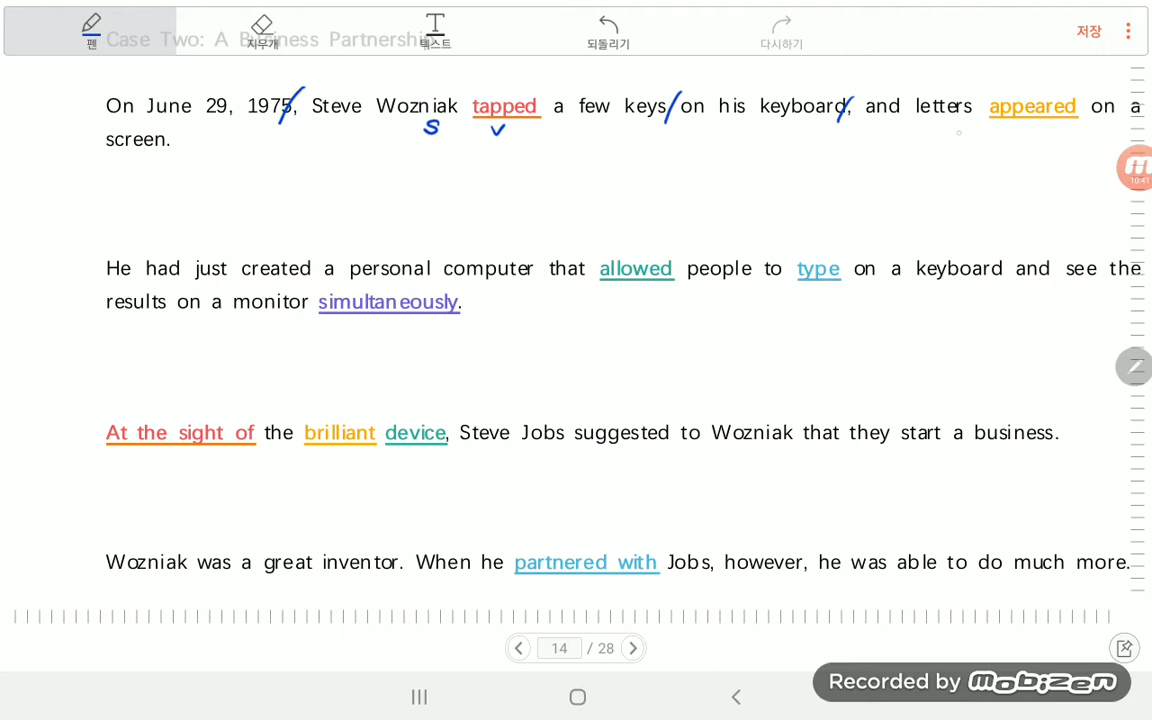 Case Two: A Business Partnership
펜
지우개
텍스트
되돌리기
다시하기
저장
On June 29, 1975, Steve Wozniak tapped a few keys on his keyboard, and letters appeared on a
S V
screen.
10:41
He had just created a personal computer that allowed people to type on a keyboard and see the
results on a monitor simultaneously.
At the sight of the brilliant device, Steve Jobs suggested to Wozniak that they start a business.
Wozniak was a great inventor. When he partnered with Jobs, however, he was able to do much more.
14 / 28
Recorded by mobizen